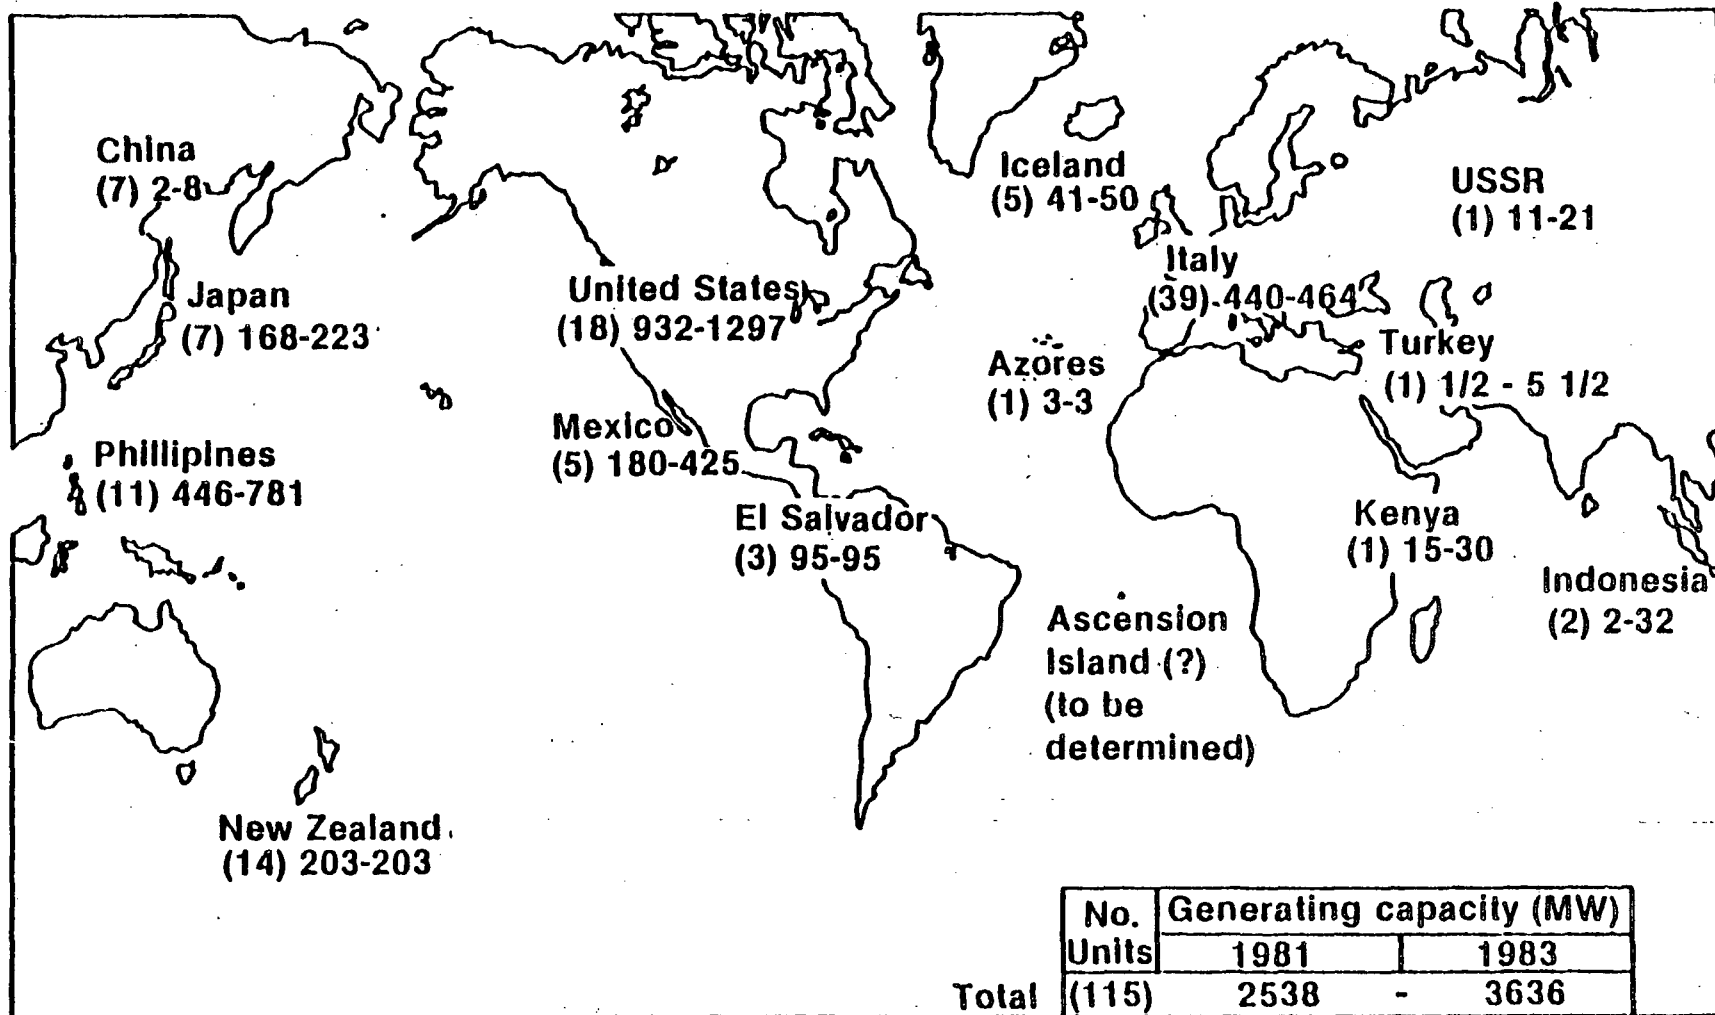 China
(7) 2-8
Iceland
(5) 41-50
USSR
(1) 11-21
Italy
(39)-440-464
Japan
(7) 168-223
United States
(18) 932-1297
Azores
(1) 3-3
Turkey
(1) 1/2 - 5 1/2
Mexico
(5) 180-425
Phillipines
(11) 446-781
El Salvador
(3) 95-95
Kenya
(1) 15-30
Indonesia
(2) 2-32
Ascension
Island (?)
(to be
determined)
New Zealand
(14) 203-203
No. Units
Generating capacity (MW)
1981 1983
Total (115) 2538 - 3636